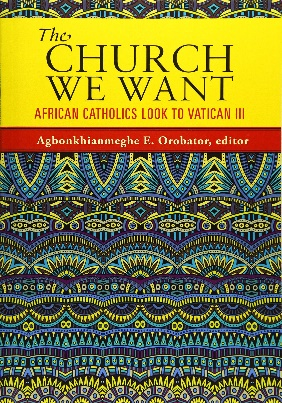 The
CHURCH
WE WANT
AFRICAN CATHOLICS LOOK TO VATICAN III
Agbonkhianmeghe E. Orobator, editor